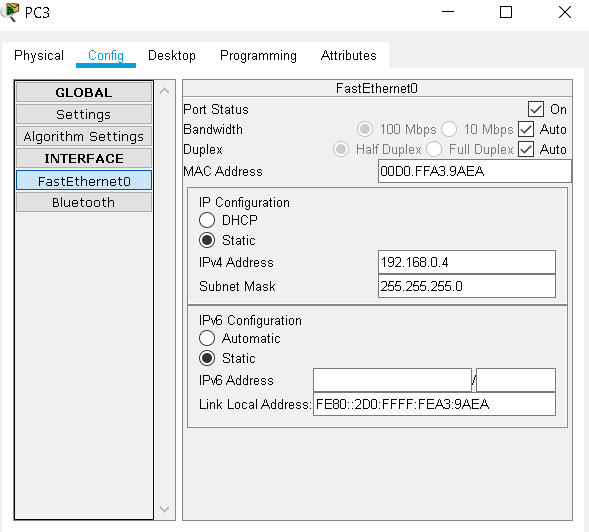 PC3
Physical Config Desktop Programming Attributes
GLOBAL
Settings
Algorithm Settings
INTERFACE
FastEthernet0
Bluetooth
FastEthernet0
Port Status On
Bandwidth 100 Mbps 10 Mbps Auto
Duplex Half Duplex Full Duplex Auto
MAC Address 00D0.FFA3.9AEA
IP Configuration
DHCP
Static
IPv4 Address 192.168.0.4
Subnet Mask 255.255.255.0
IPv6 Configuration
Automatic
Static
IPv6 Address /
Link Local Address: FE80::2D0:FFFF:FEA3:9AEA